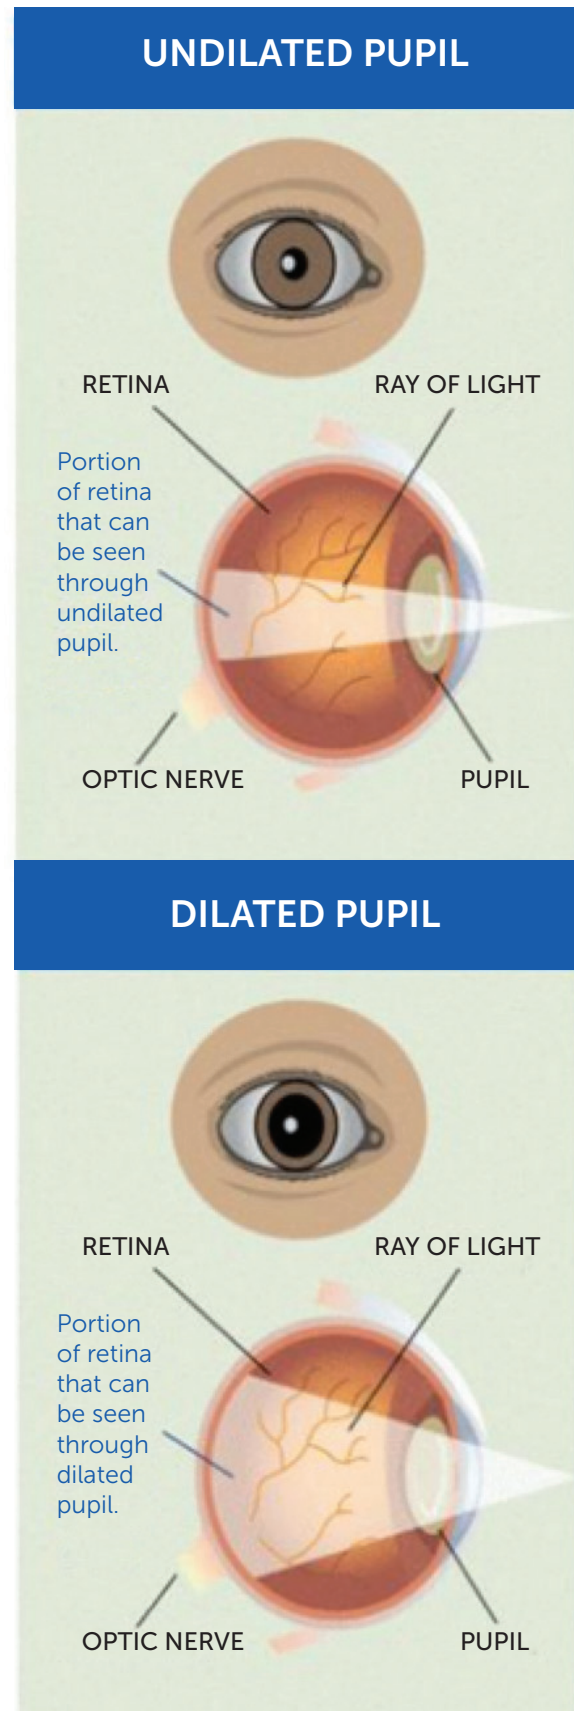 UNDILATED PUPIL
RETINA
RAY OF LIGHT
Portion
of retina
that can
be seen
through
undilated
pupil.
OPTIC NERVE
PUPIL
DILATED PUPIL
RETINA
RAY OF LIGHT
Portion
of retina
that can
be seen
through
dilated
pupil.
OPTIC NERVE
PUPIL